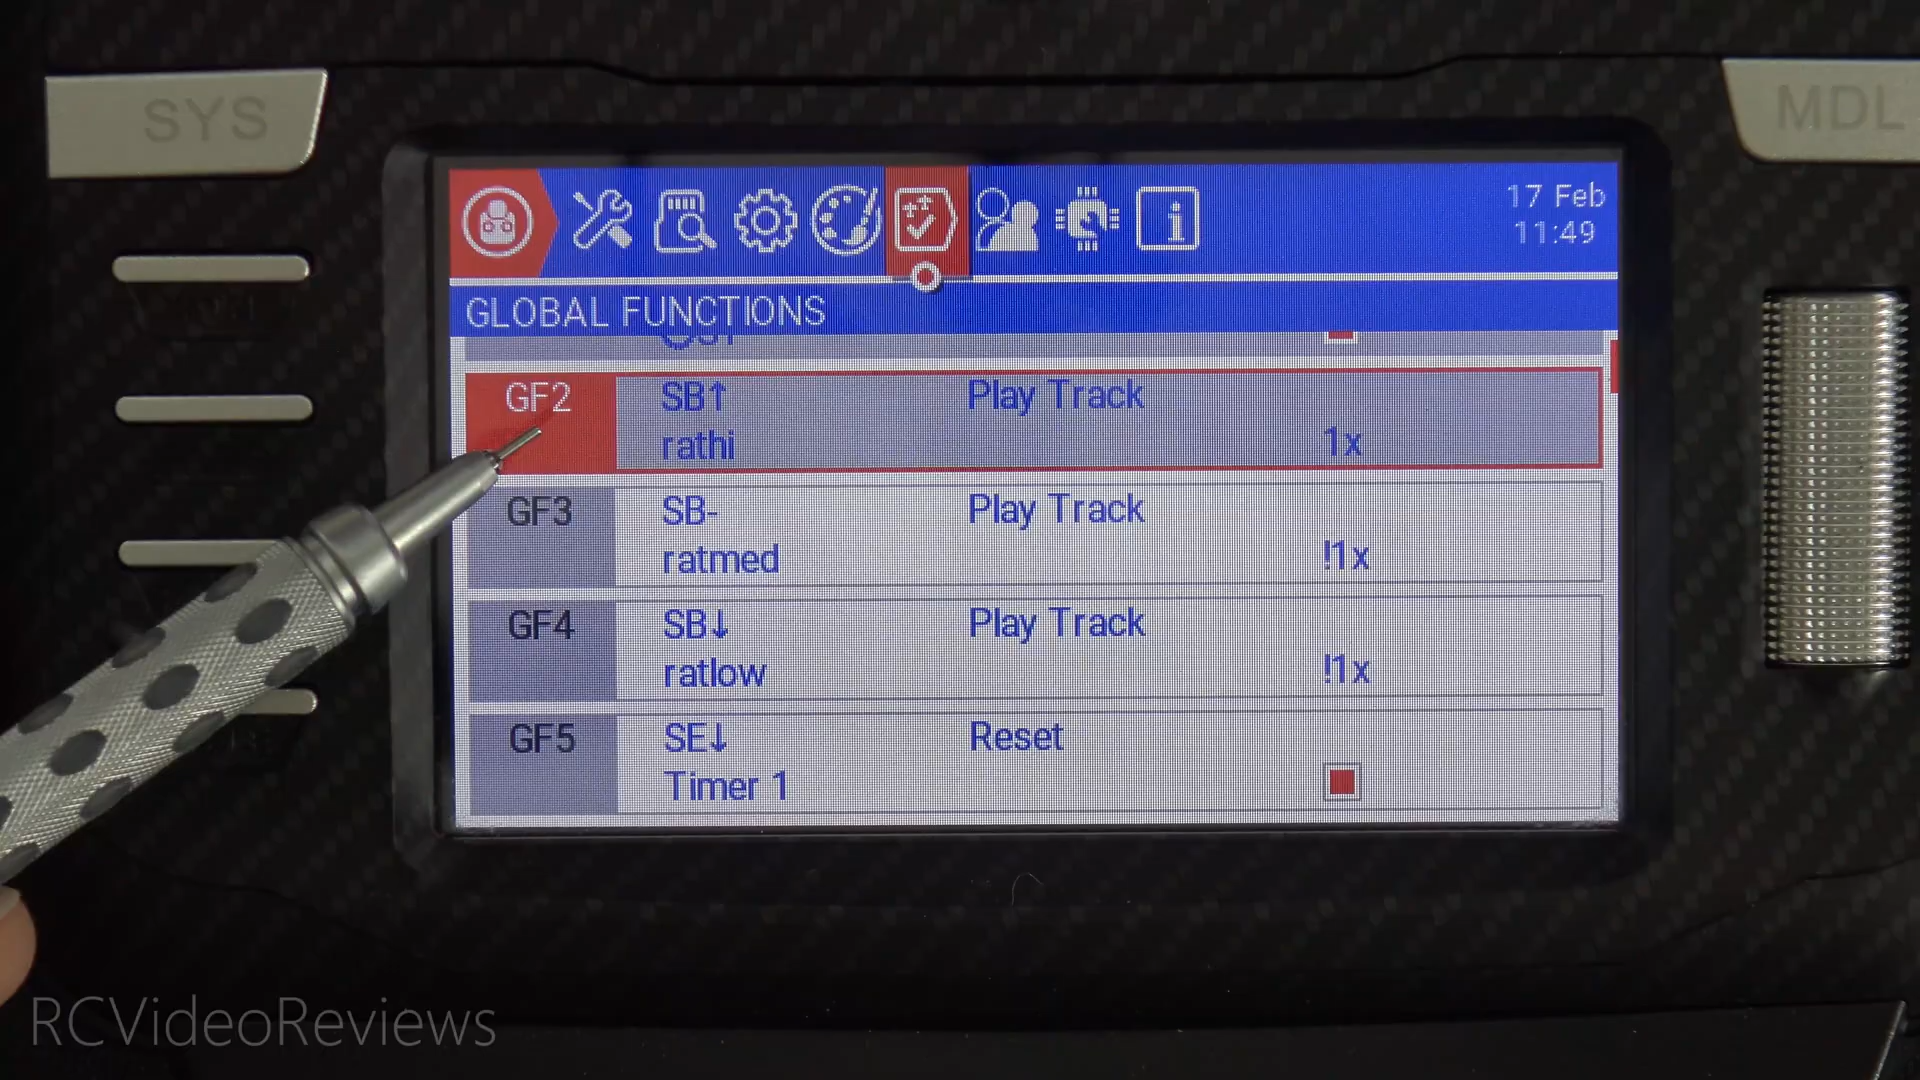 SYS
MDL
17 Feb
11:49
GLOBAL FUNCTIONS
GF2 SB↑ Play Track
rathi 1x
GF3 SB- Play Track
ratmed !1x
GF4 SB↓ Play Track
ratlow !1x
GF5 SE↓ Reset
Timer 1
RCVideoReviews